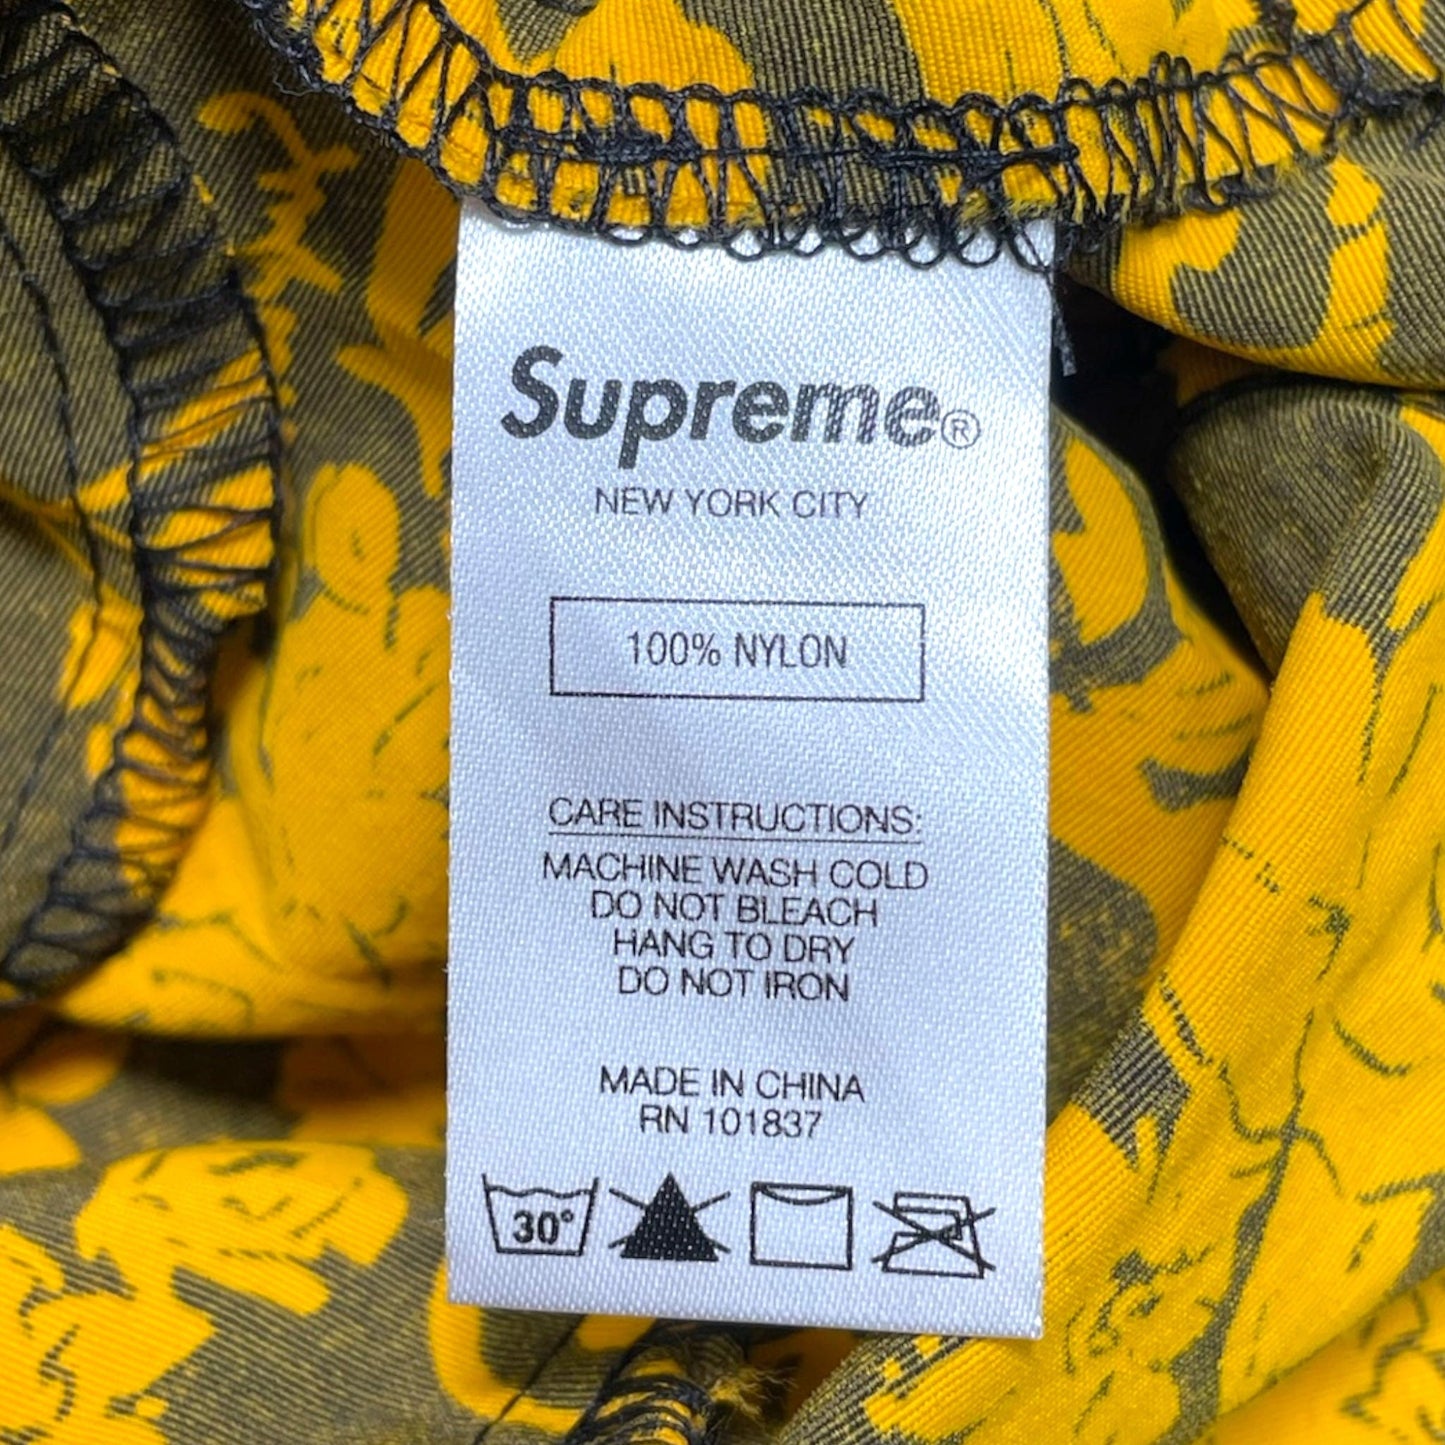 Supreme®
NEW YORK CITY
100% NYLON
CARE INSTRUCTIONS:
MACHINE WASH COLD
DO NOT BLEACH
HANG TO DRY
DO NOT IRON
MADE IN CHINA
RN 101837
30°